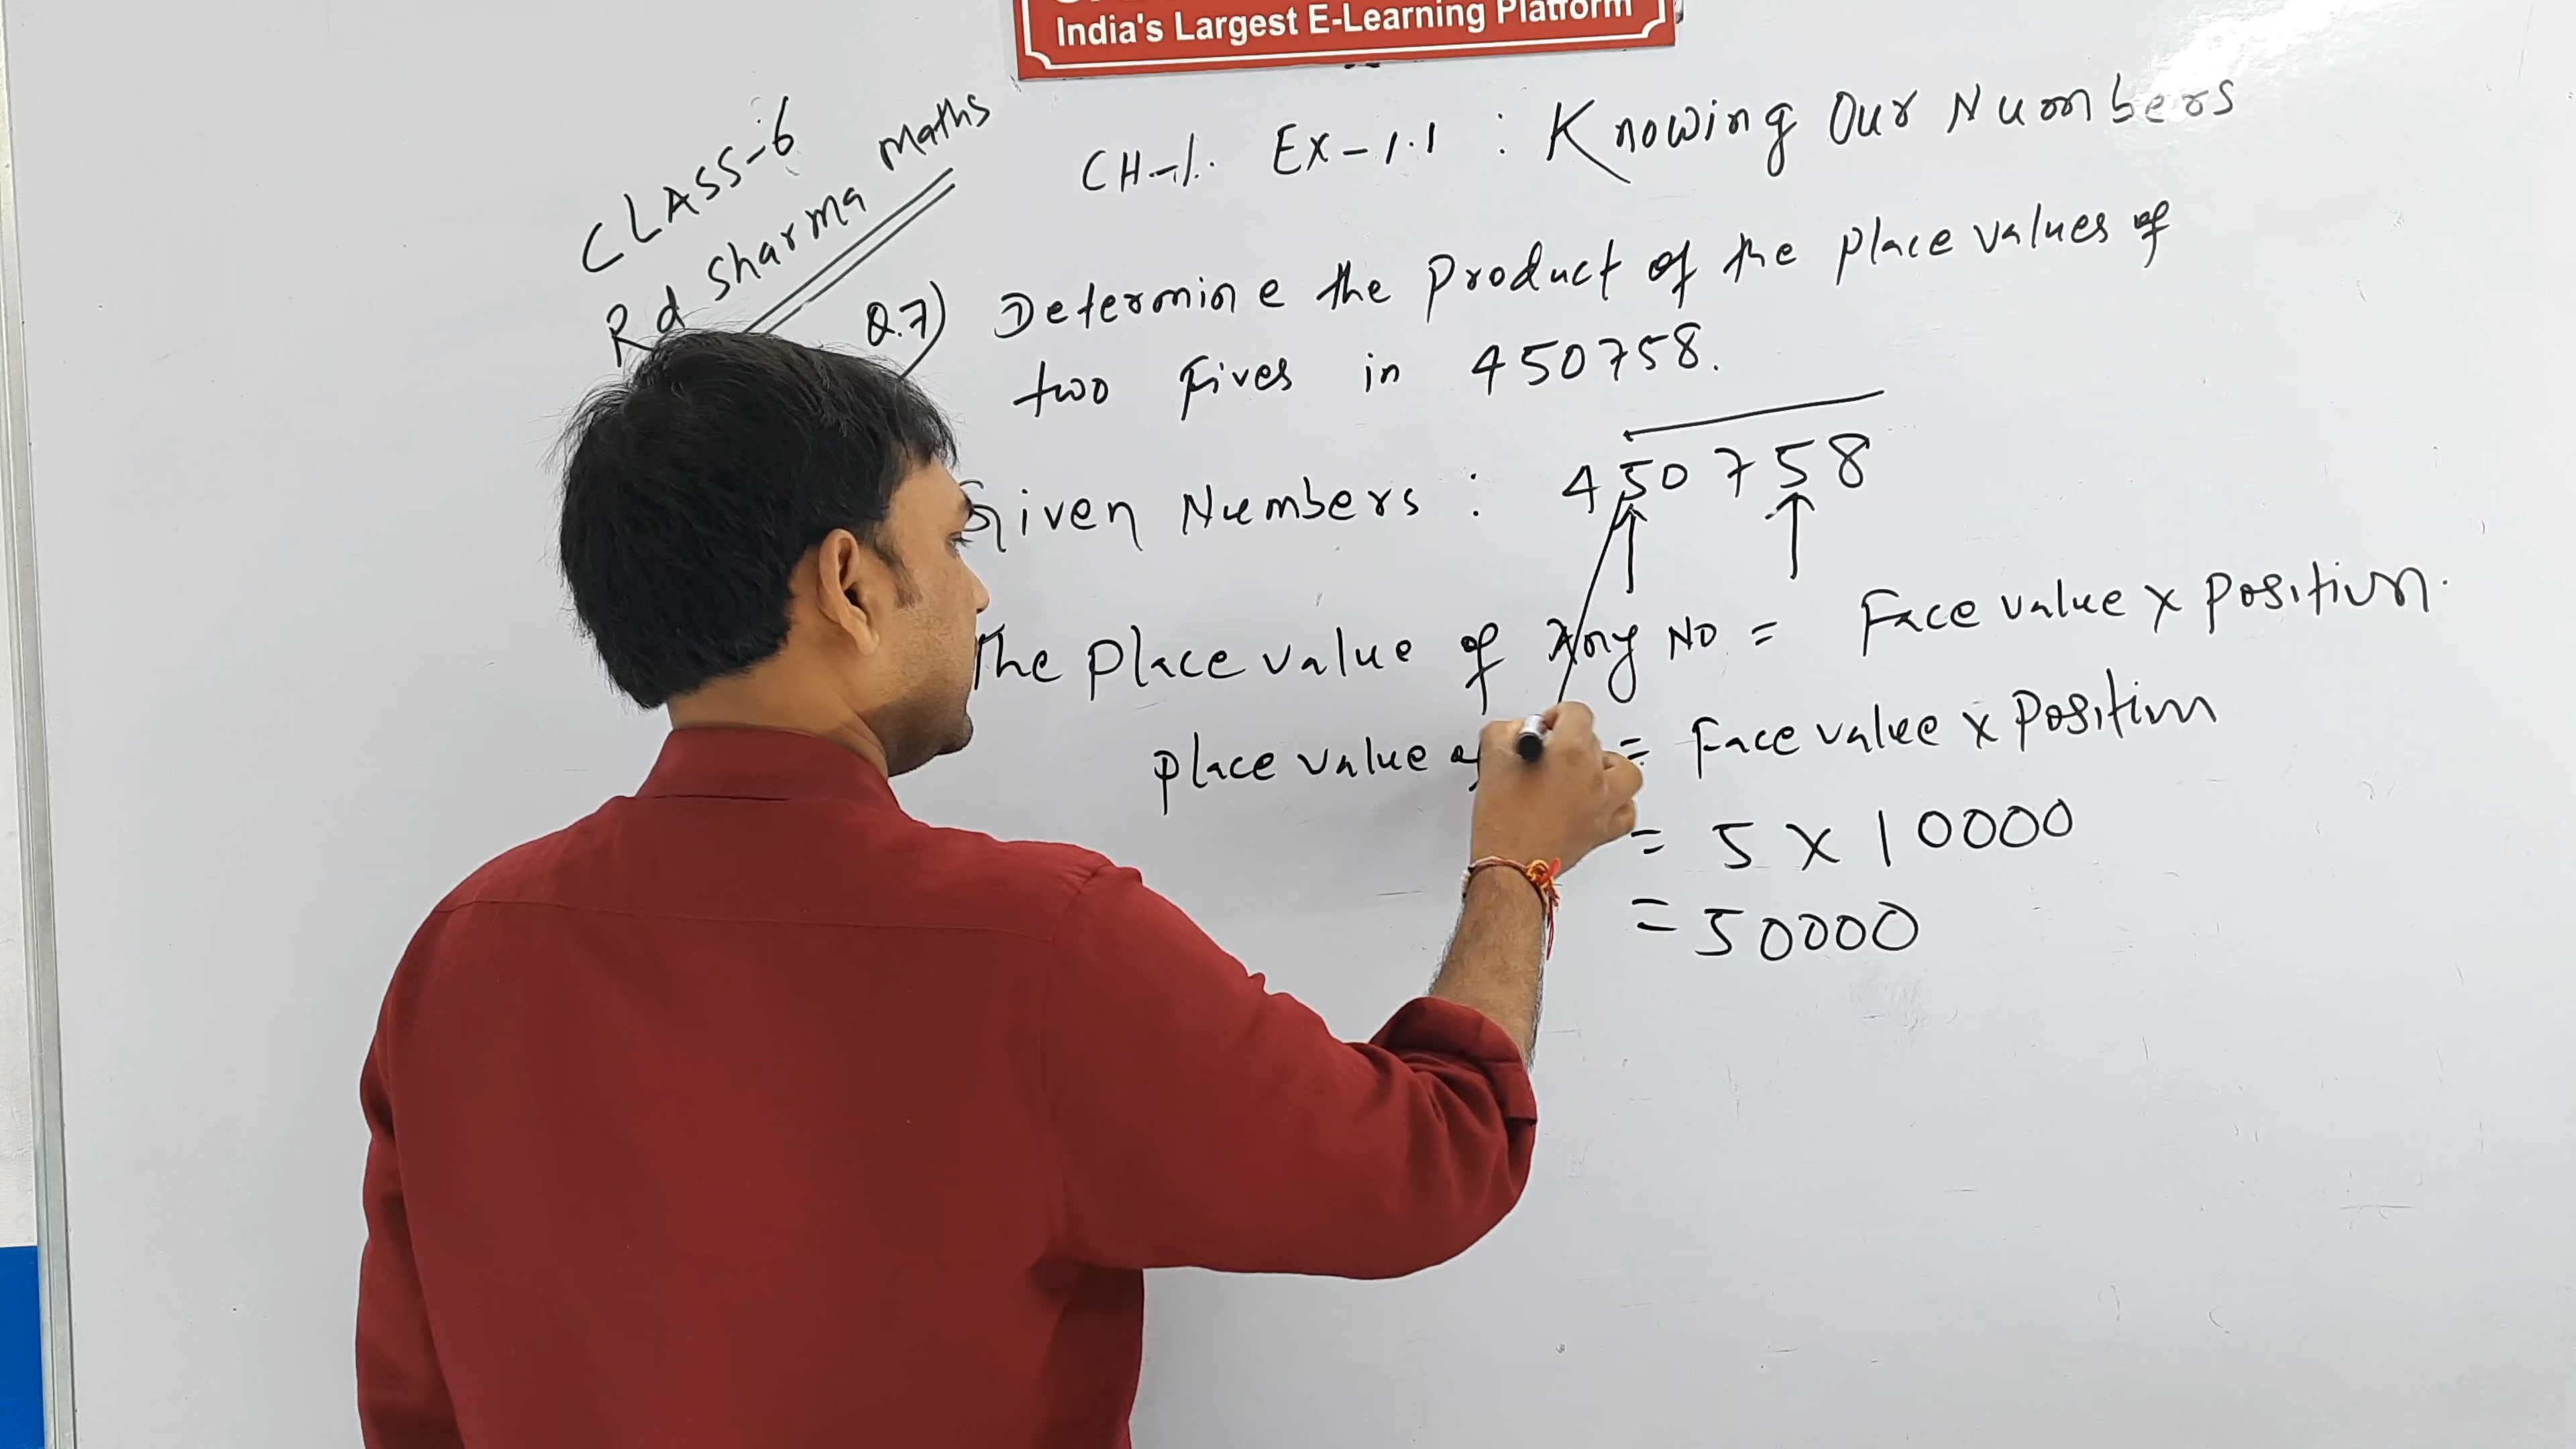 India's Largest E-Learning Platform
CLASS-6
Rd Sharma Maths
CH-1. Ex-1.1 : Knowing Our Numbers
Q.7) Determine the Product of the place values of
two Fives in 450758.
Given Numbers : 450758
The place value of Any No = Face value x position.
place value of = Face value x position
= 5 x 10000
= 50000